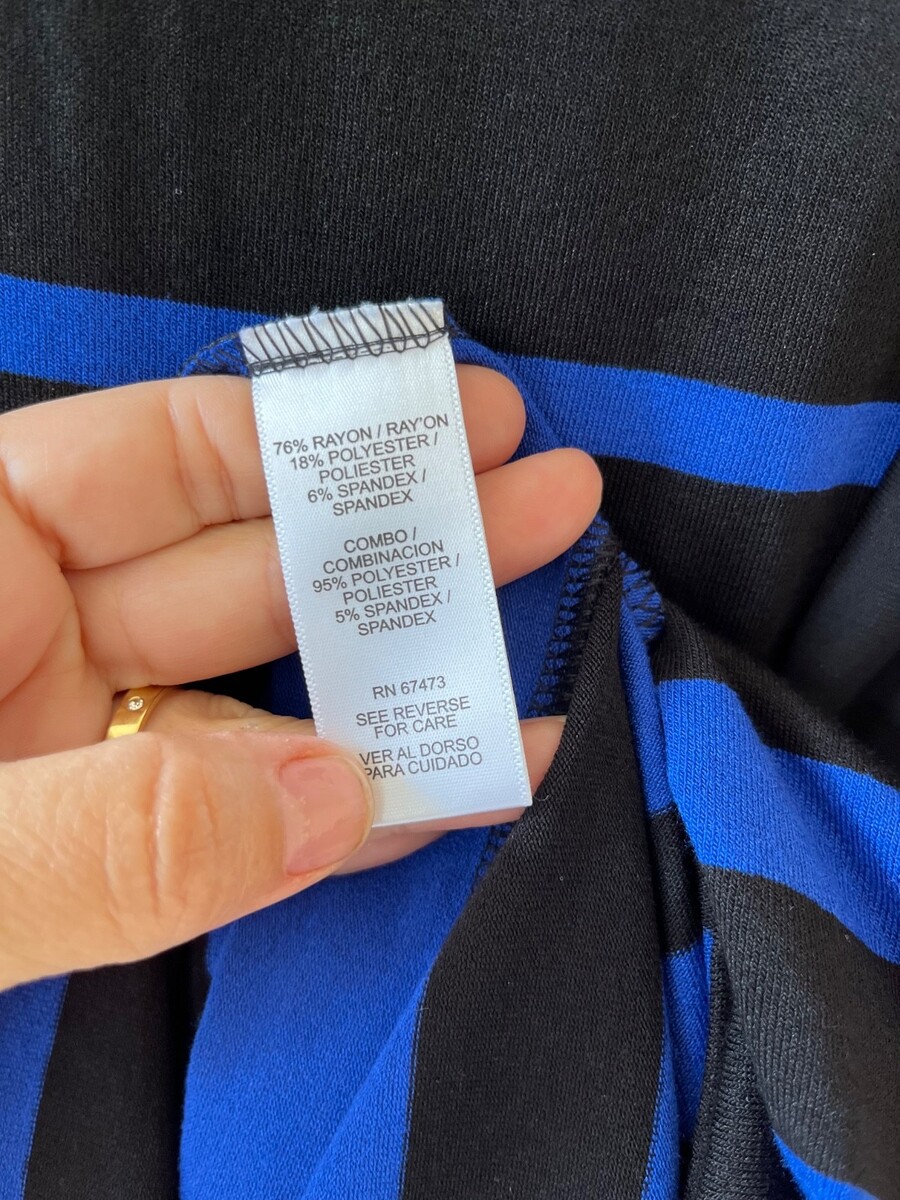 76% RAYON / RAY'ON
18% POLYESTER /
POLIESTER
6% SPANDEX /
SPANDEX
COMBO /
COMBINACION
95% POLYESTER /
POLIESTER
5% SPANDEX /
SPANDEX
RN 67473
SEE REVERSE
FOR CARE
VER AL DORSO
PARA CUIDADO